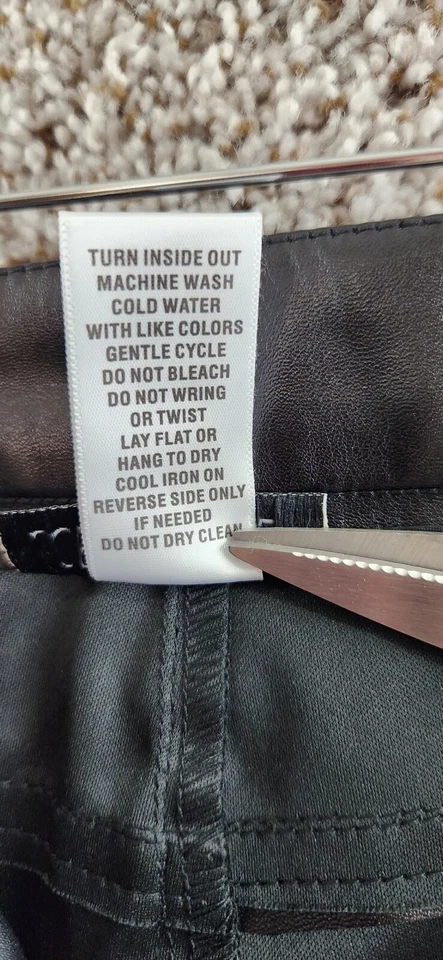 TURN INSIDE OUT
MACHINE WASH
COLD WATER
WITH LIKE COLORS
GENTLE CYCLE
DO NOT BLEACH
DO NOT WRING
OR TWIST
LAY FLAT OR
HANG TO DRY
COOL IRON ON
REVERSE SIDE ONLY
IF NEEDED
DO NOT DRY CLEAN